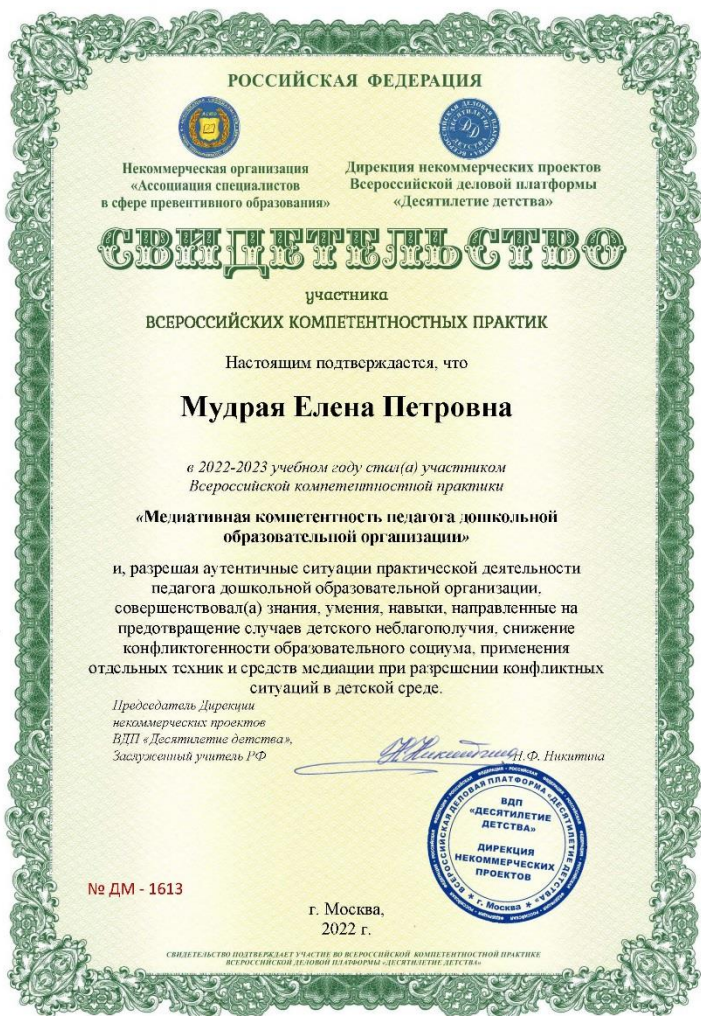 РОССИЙСКАЯ ФЕДЕРАЦИЯ
Некоммерческая организация
«Ассоциация специалистов
в сфере превентивного образования»
Дирекция некоммерческих проектов
Всероссийской деловой платформы
«Десятилетие детства»
СВИДЕТЕЛЬСТВО
участника
ВСЕРОССИЙСКИХ КОМПЕТЕНТНОСТНЫХ ПРАКТИК
Настоящим подтверждается, что
Мудрая Елена Петровна
в 2022-2023 учебном году стал(а) участником
Всероссийской компетентностной практики
«Медиативная компетентность педагога дошкольной
образовательной организации»
и, разрешая аутентичные ситуации практической деятельности
педагога дошкольной образовательной организации,
совершенствовал(а) знания, умения, навыки, направленные на
предотвращение случаев детского неблагополучия, снижение
конфликтогенности образовательного социума, применения
отдельных техник и средств медиации при разрешении конфликтных
ситуаций в детской среде.
Председатель Дирекции
некоммерческих проектов
ВДП «Десятилетие детства»,
Заслуженный учитель РФ
Н.Ф. Никитина
ВСЕРОССИЙСКАЯ ДЕЛОВАЯ ПЛАТФОРМА «ДЕСЯТИЛЕТИЕ ДЕТСТВА»
ВДП
«ДЕСЯТИЛЕТИЕ
ДЕТСТВА»
ДИРЕКЦИЯ
НЕКОММЕРЧЕСКИХ
ПРОЕКТОВ
г. Москва
№ ДМ - 1613
г. Москва,
2022 г.
СВИДЕТЕЛЬСТВО ПОДТВЕРЖДАЕТ УЧАСТИЕ ВО ВСЕРОССИЙСКОЙ КОМПЕТЕНТНОСТНОЙ ПРАКТИКЕ
ВСЕРОССИЙСКОЙ ДЕЛОВОЙ ПЛАТФОРМЫ «ДЕСЯТИЛЕТИЕ ДЕТСТВА»